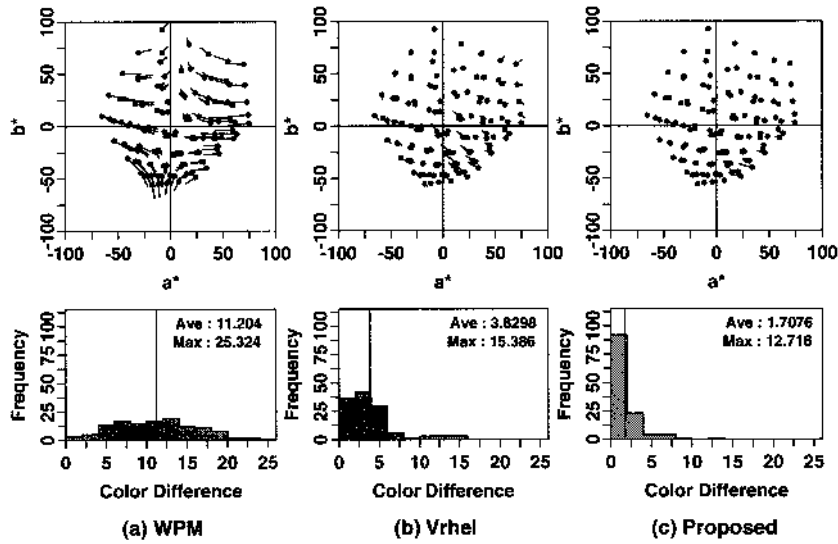 100
50
0
-50
-100
b*
-100 -50 0 50 100
a*
100
50
0
-50
-100
b*
-100 -50 0 50 100
a*
100
50
0
-50
-100
b*
-100 -50 0 50 100
a*
Ave : 11.204
Max : 25.324
Frequency
100
75
50
25
0
0 5 10 15 20 25
Color Difference
(a) WPM
Ave : 3.8298
Max : 15.386
Frequency
100
75
50
25
0
0 5 10 15 20 25
Color Difference
(b) Vrhel
Ave : 1.7076
Max : 12.716
Frequency
100
75
50
25
0
0 5 10 15 20 25
Color Difference
(c) Proposed